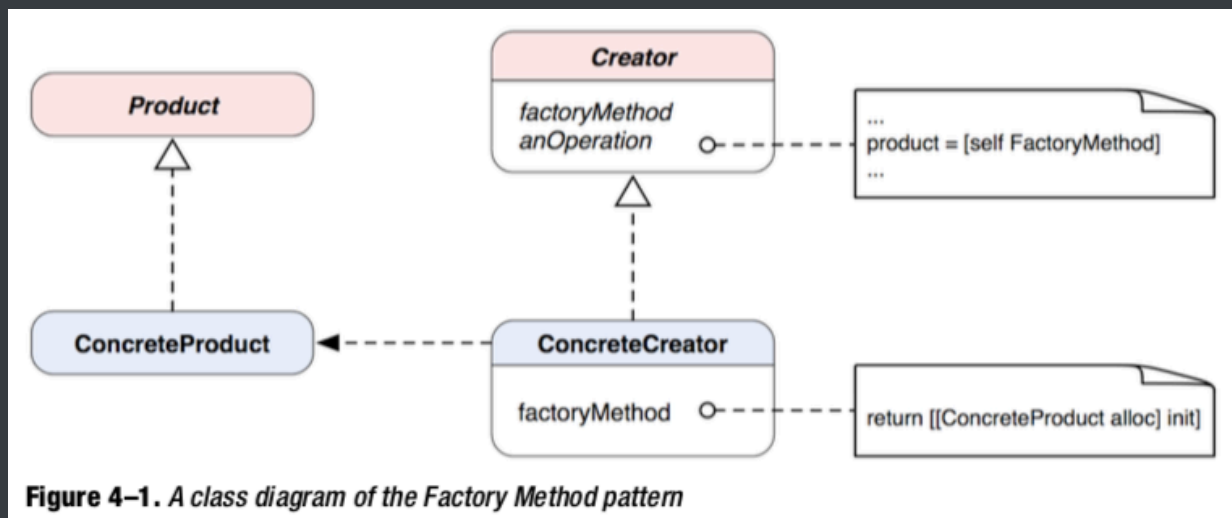 Product
Creator
factoryMethod
anOperation
...
product = [self FactoryMethod]
...
ConcreteProduct
ConcreteCreator
factoryMethod
return [[ConcreteProduct alloc] init]
Figure 4–1. A class diagram of the Factory Method pattern